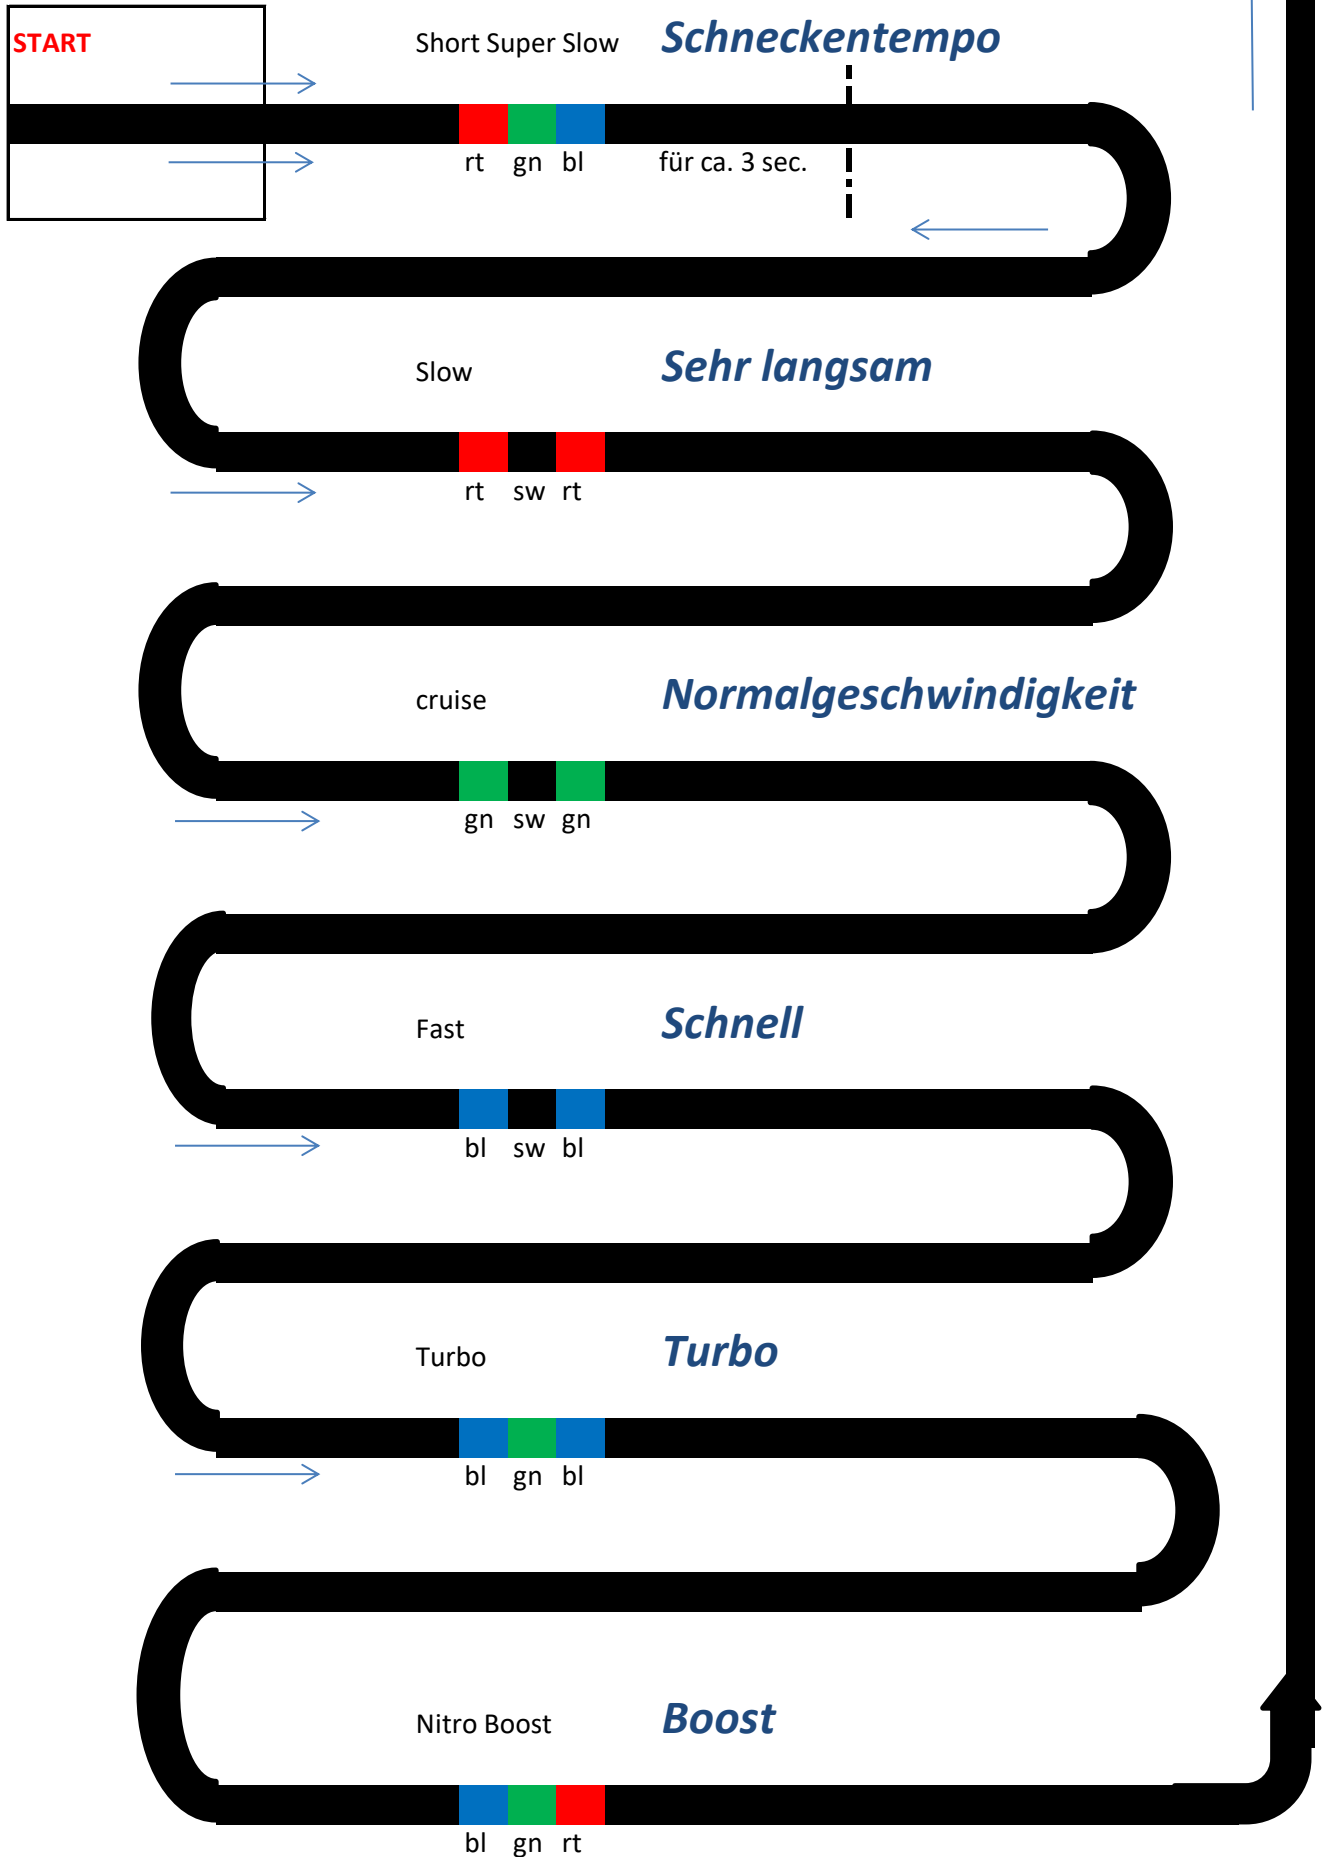 START
Short Super Slow Schneckentempo
rt gn bl für ca. 3 sec.
Slow Sehr langsam
rt sw rt
cruise Normalgeschwindigkeit
gn sw gn
Fast Schnell
bl sw bl
Turbo Turbo
bl gn bl
Nitro Boost Boost
bl gn rt